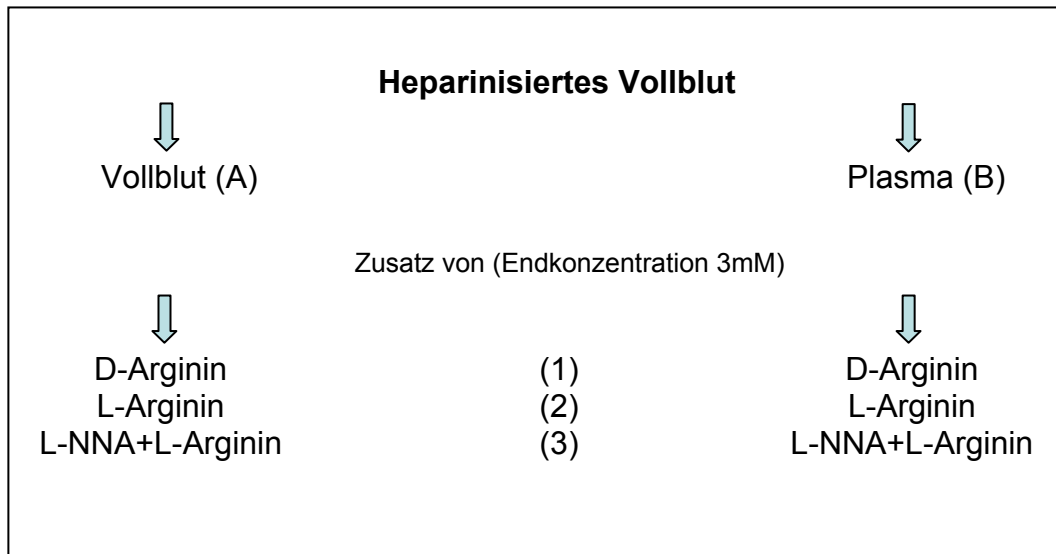 Heparinisiertes Vollblut
Vollblut (A) Plasma (B)
Zusatz von (Endkonzentration 3mM)
D-Arginin (1) D-Arginin
L-Arginin (2) L-Arginin
L-NNA+L-Arginin (3) L-NNA+L-Arginin